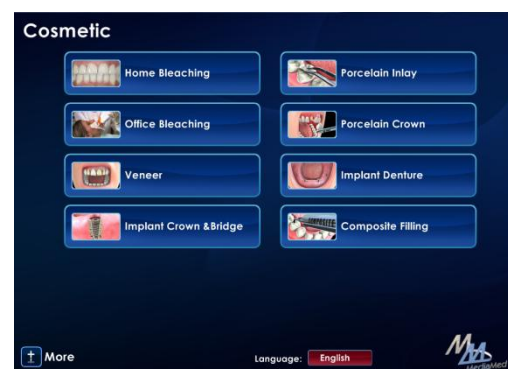 Cosmetic
Home Bleaching
Porcelain Inlay
Office Bleaching
Porcelain Crown
Veneer
Implant Denture
Implant Crown &Bridge
Composite Filling
COMPOSITE
More
Language: English
MediaMed